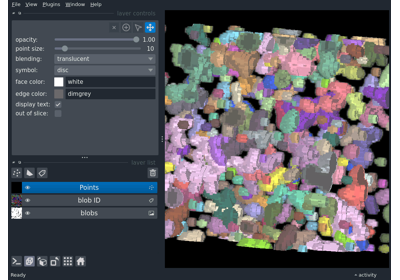 File View Plugins Window Help
layer controls
opacity: 1.00
point size: 10
blending: translucent
symbol: disc
face color: white
edge color: dimgrey
display text: ✓
out of slice:
layer list
Points
blob ID
blobs
Ready
activity